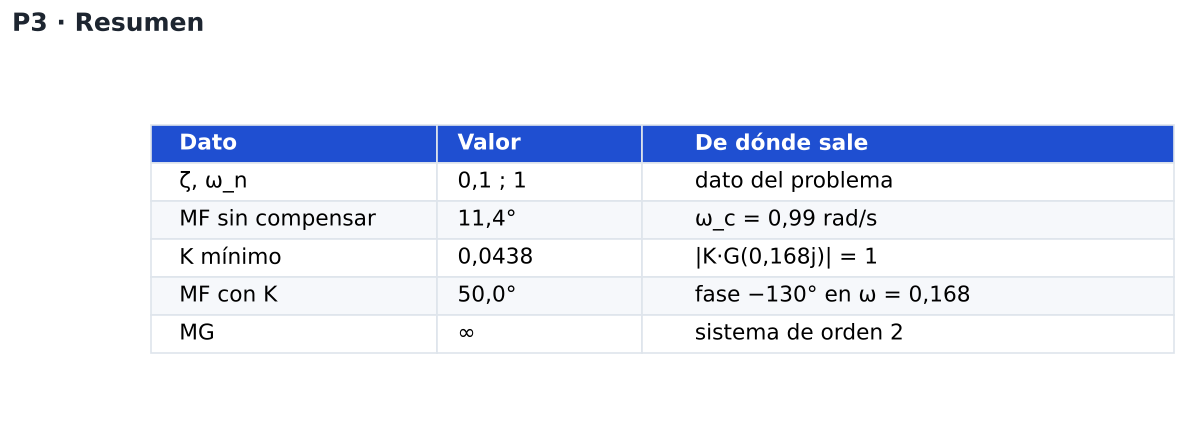 P3 · Resumen
Dato Valor De dónde sale
ζ, ω_n 0,1 ; 1 dato del problema
MF sin compensar 11,4° ω_c = 0,99 rad/s
K mínimo 0,0438 |K·G(0,168j)| = 1
MF con K 50,0° fase −130° en ω = 0,168
MG ∞ sistema de orden 2